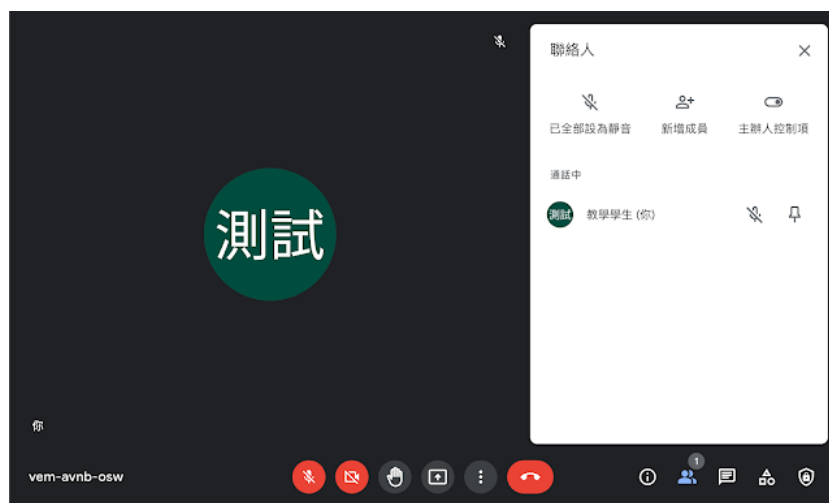 聯絡人
已全部設為靜音 新增成員 主辦人控制項
通話中
測試 教學學生 (你)
測試
你
vem-avnb-osw
1